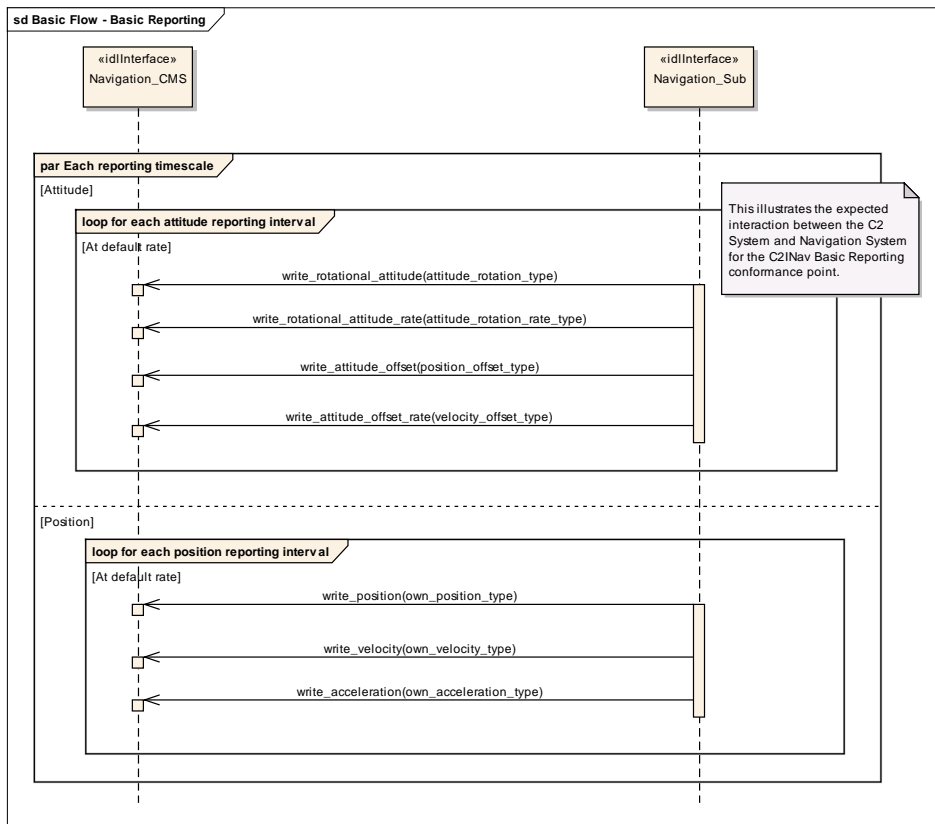 sd Basic Flow - Basic Reporting
«idlInterface»
Navigation_CMS
«idlInterface»
Navigation_Sub
par Each reporting timescale
[Attitude]
loop for each attitude reporting interval
[At default rate]
This illustrates the expected
interaction between the C2
System and Navigation System
for the C2INav Basic Reporting
conformance point.
write_rotational_attitude(attitude_rotation_type)
write_rotational_attitude_rate(attitude_rotation_rate_type)
write_attitude_offset(position_offset_type)
write_attitude_offset_rate(velocity_offset_type)
[Position]
loop for each position reporting interval
[At default rate]
write_position(own_position_type)
write_velocity(own_velocity_type)
write_acceleration(own_acceleration_type)